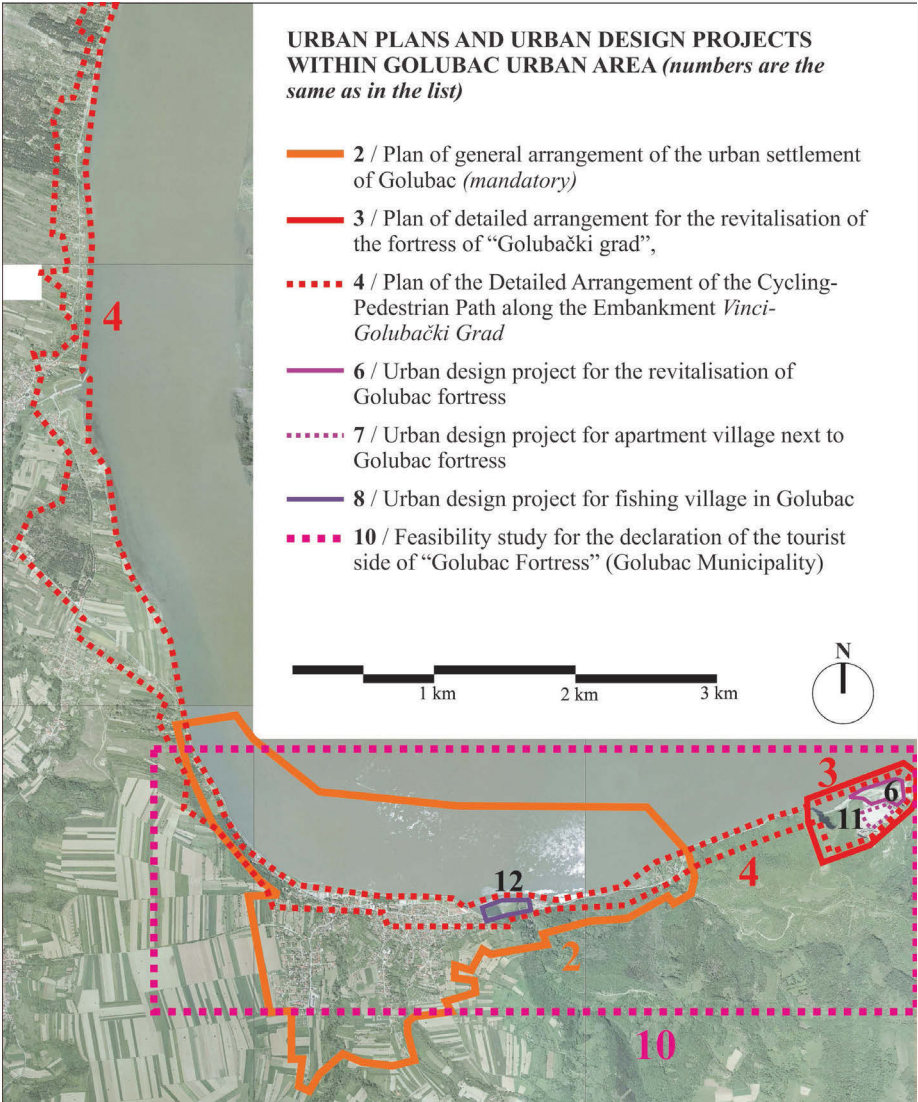 URBAN PLANS AND URBAN DESIGN PROJECTS
WITHIN GOLUBAC URBAN AREA (numbers are the
same as in the list)
2 / Plan of general arrangement of the urban settlement
of Golubac (mandatory)
3 / Plan of detailed arrangement for the revitalisation of
the fortress of “Golubački grad”,
4 / Plan of the Detailed Arrangement of the Cycling-
Pedestrian Path along the Embankment Vinci-
Golubački Grad
6 / Urban design project for the revitalisation of
Golubac fortress
7 / Urban design project for apartment village next to
Golubac fortress
8 / Urban design project for fishing village in Golubac
10 / Feasibility study for the declaration of the tourist
side of “Golubac Fortress” (Golubac Municipality)
1 km
2 km
3 km
N
4
3
6
11
4
12
2
10